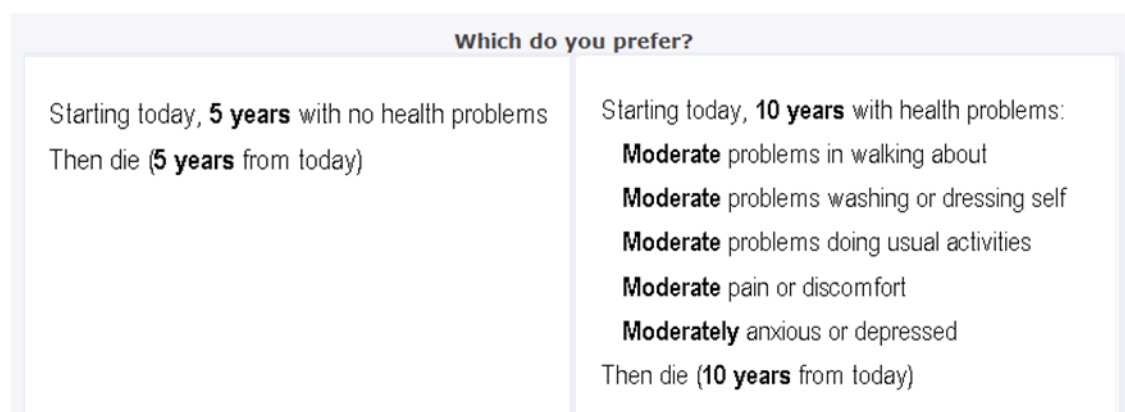 Which do you prefer?
Starting today, 5 years with no health problems
Then die (5 years from today)
Starting today, 10 years with health problems:
Moderate problems in walking about
Moderate problems washing or dressing self
Moderate problems doing usual activities
Moderate pain or discomfort
Moderately anxious or depressed
Then die (10 years from today)